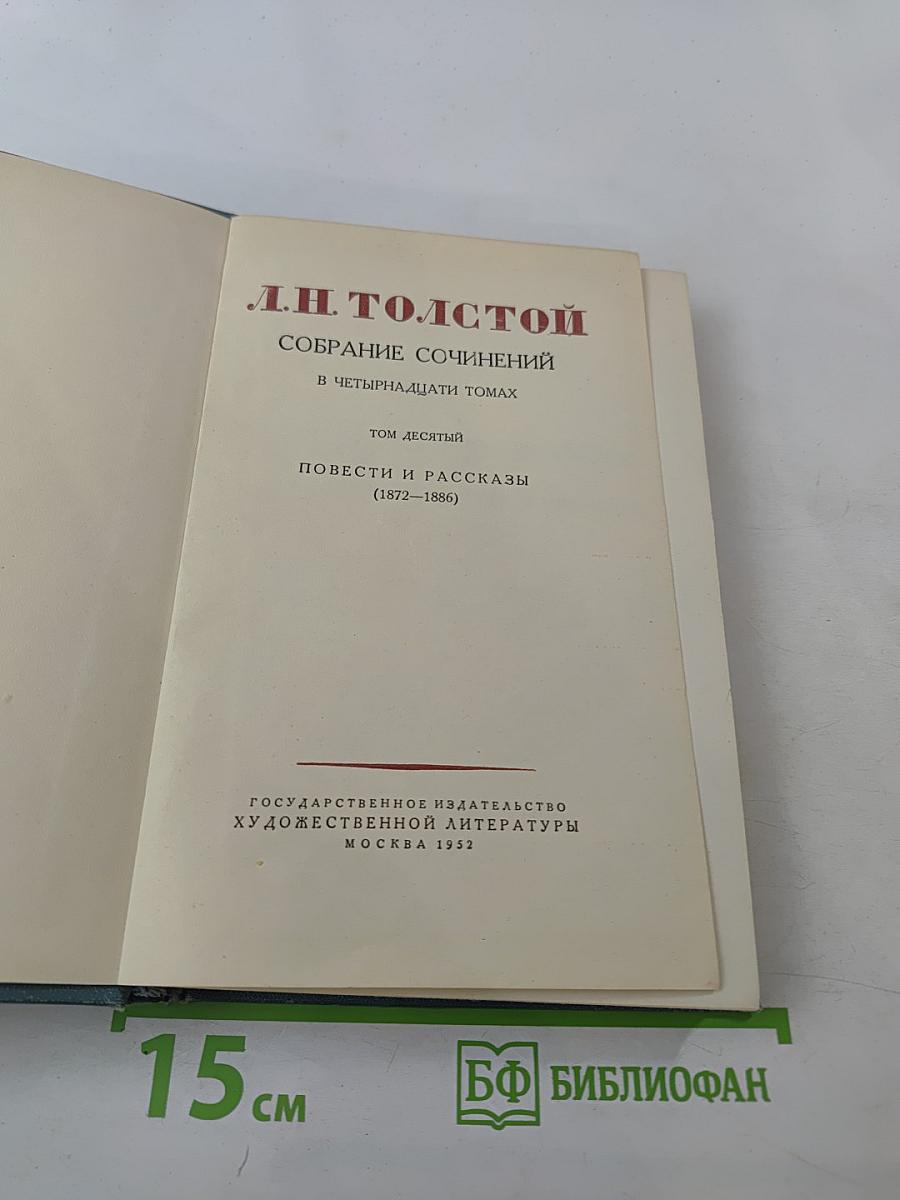 Л.Н. ТОЛСТОЙ
СОБРАНИЕ СОЧИНЕНИЙ
В ЧЕТЫРНАДЦАТИ ТОМАХ
ТОМ ДЕСЯТЫЙ
ПОВЕСТИ И РАССКАЗЫ
(1872—1886)
ГОСУДАРСТВЕННОЕ ИЗДАТЕЛЬСТВО
ХУДОЖЕСТВЕННОЙ ЛИТЕРАТУРЫ
МОСКВА 1952
15 см
БФ БИБЛИОФАН